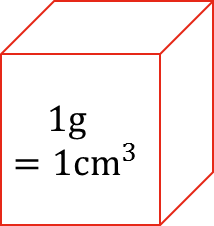 1g
= 1cm³